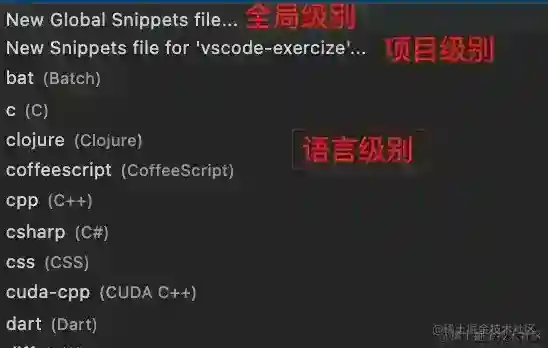 New Global Snippets file... 全局级别
New Snippets file for 'vscode-exercize'... 项目级别
bat (Batch)
c (C)
clojure (Clojure) 语言级别
coffeescript (CoffeeScript)
cpp (C++)
csharp (C#)
css (CSS)
cuda-cpp (CUDA C++)
dart (Dart)
@稀土掘金技术社区